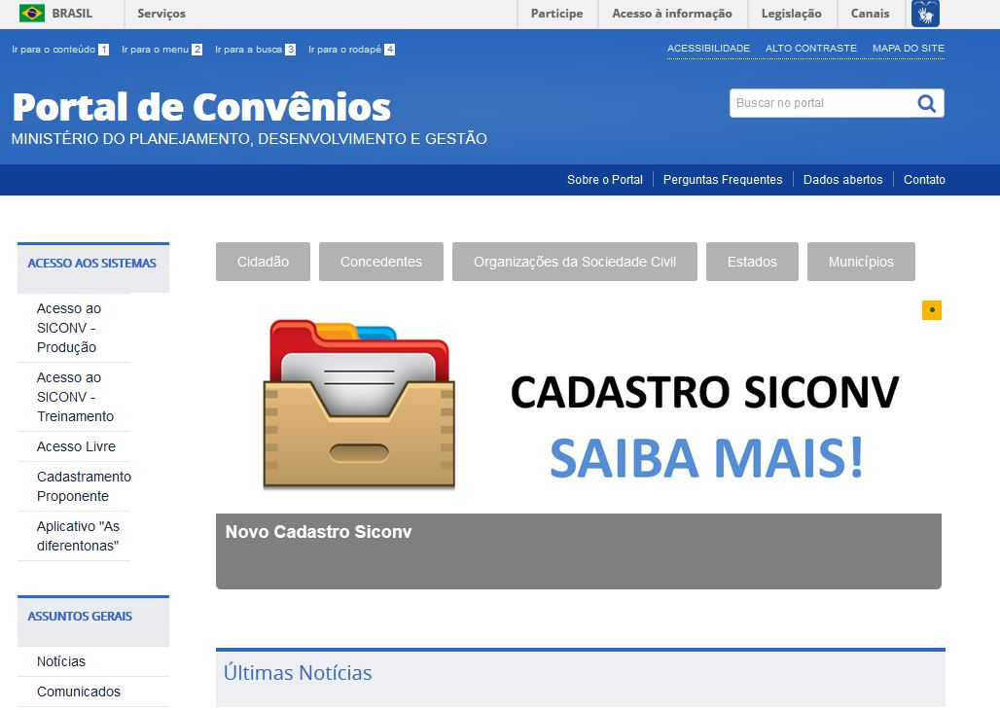 BRASIL Serviços Participe Acesso à informação Legislação Canais
Ir para o conteúdo 1 Ir para o menu 2 Ir para a busca 3 Ir para o rodapé 4 ACESSIBILIDADE ALTO CONTRASTE MAPA DO SITE
Portal de Convênios
Buscar no portal
MINISTÉRIO DO PLANEJAMENTO, DESENVOLVIMENTO E GESTÃO
Sobre o Portal Perguntas Frequentes Dados abertos Contato
ACESSO AOS SISTEMAS
Acesso ao
SICONV -
Produção
Acesso ao
SICONV -
Treinamento
Acesso Livre
Cadastramento
Proponente
Aplicativo "As
diferentonas"
ASSUNTOS GERAIS
Notícias
Comunicados
Cidadão Concedentes Organizações da Sociedade Civil Estados Municípios
CADASTRO SICONV
SAIBA MAIS!
Novo Cadastro Siconv
Últimas Notícias